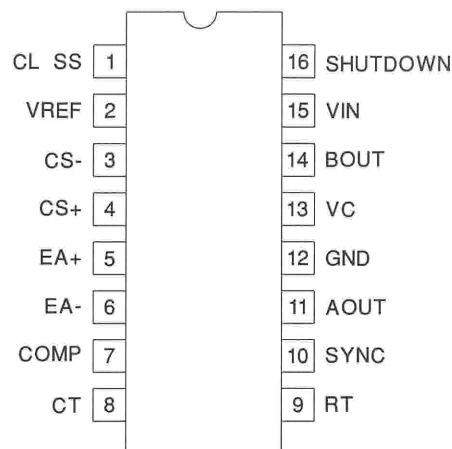 CL SS 1 16 SHUTDOWN
VREF 2 15 VIN
CS- 3 14 BOUT
CS+ 4 13 VC
EA+ 5 12 GND
EA- 6 11 AOUT
COMP 7 10 SYNC
CT 8 9 RT